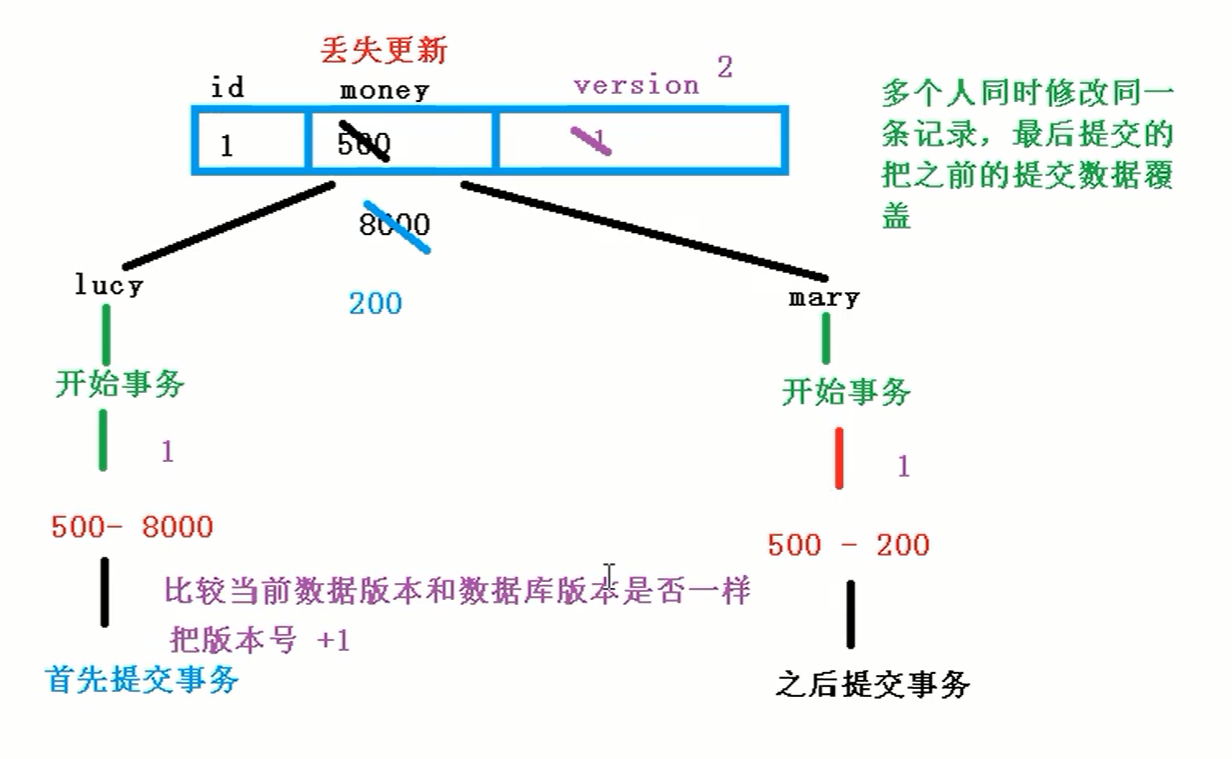 丢失更新
id
money
version
2
1
500
1
多个人同时修改同一
条记录，最后提交的
把之前的提交数据覆
盖
8000
200
lucy
mary
开始事务
开始事务
1
1
500- 8000
500 - 200
比较当前数据版本和数据库版本是否一样
把版本号 +1
首先提交事务
之后提交事务